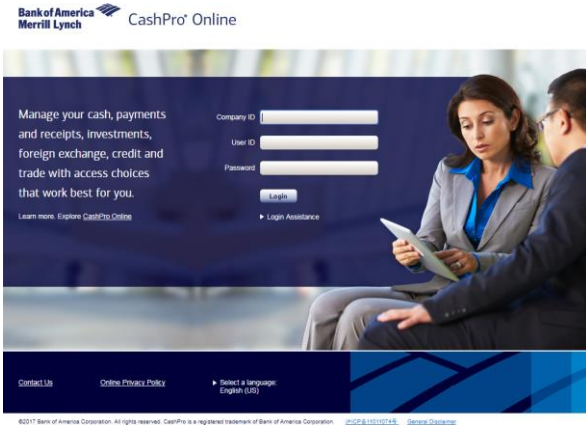 Bank of America
Merrill Lynch
CashPro® Online
Manage your cash, payments
and receipts, investments,
foreign exchange, credit and
trade with access choices
that work best for you.
Learn more. Explore CashPro Online
Company ID
User ID
Password
Login
Login Assistance
Contact Us
Online Privacy Policy
Select a language:
English (US)
©2017 Bank of America Corporation. All rights reserved. CashPro is a registered trademark of Bank of America Corporation
General Disclaimer